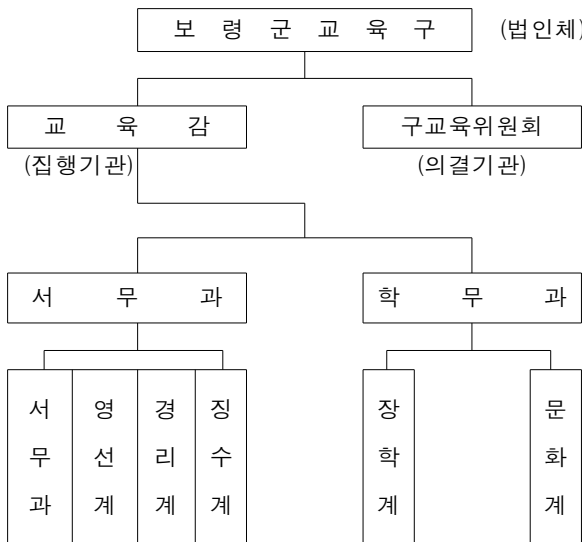 보령군교육구 (법인체)
교육감 구교육위원회
(집행기관) (의결기관)
서무과 학무과
서무과
영선계
경리계
징수계
장학계
문화계